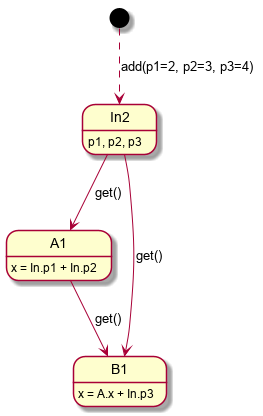 add(p1=2, p2=3, p3=4)
In2
p1, p2, p3
get()
A1
x = In.p1 + In.p2
get()
get()
B1
x = A.x + In.p3